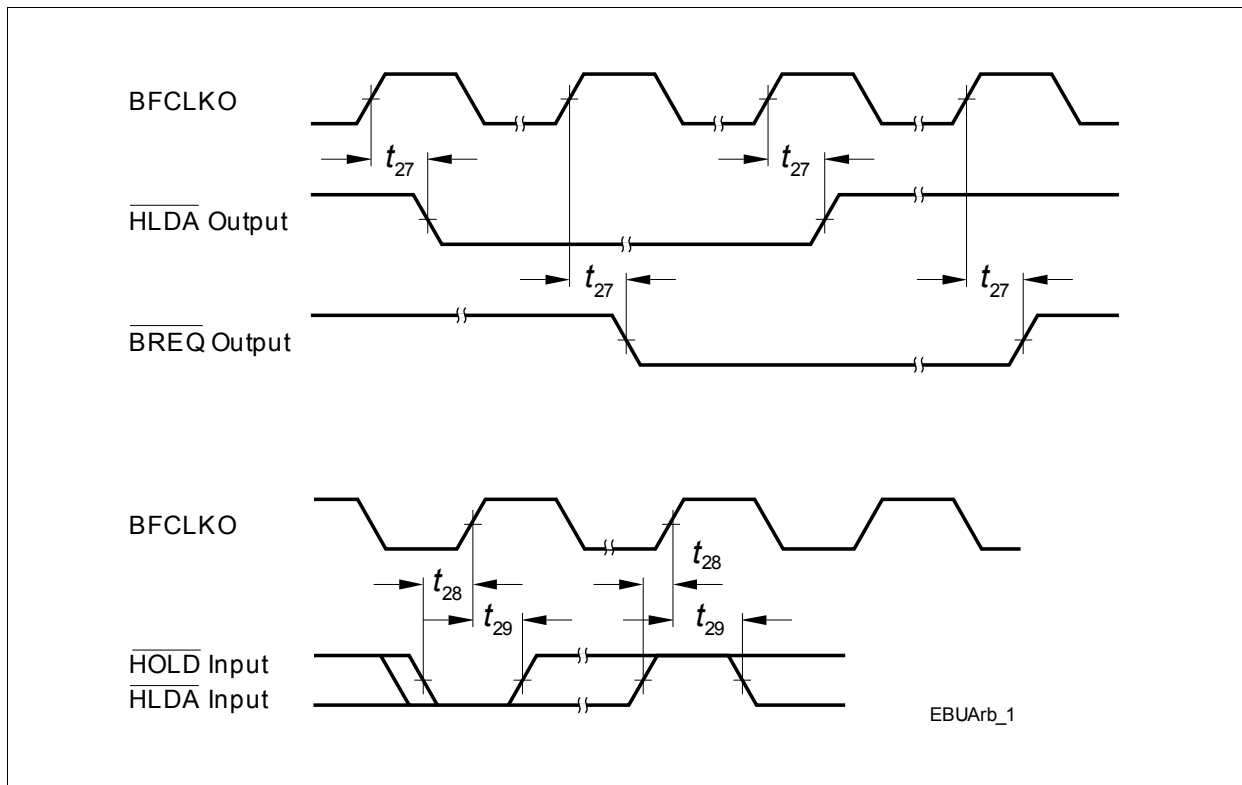 BFCLKO
t27 t27
HLDA Output
t27 t27
BREQ Output
BFCLKO
t28 t28
t29 t29
HOLD Input
HLDA Input
EBUArb_1